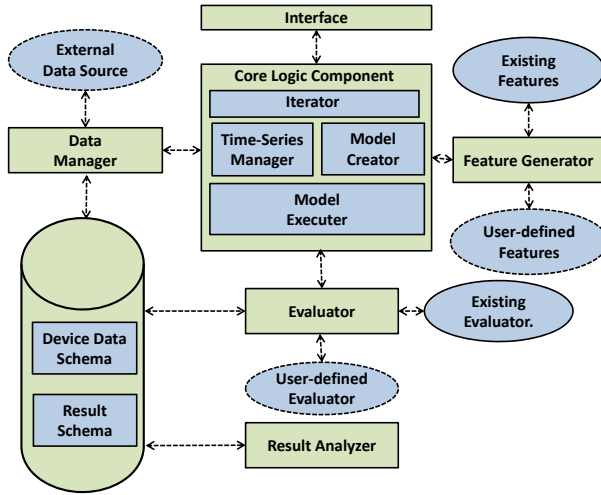 Interface
External
Data Source
Core Logic Component
Existing
Features
Iterator
Data
Manager
Time-Series
Manager
Model
Creator
Feature Generator
Model
Executer
User-defined
Features
Evaluator
Existing
Evaluator.
Device Data
Schema
User-defined
Evaluator
Result
Schema
Result Analyzer